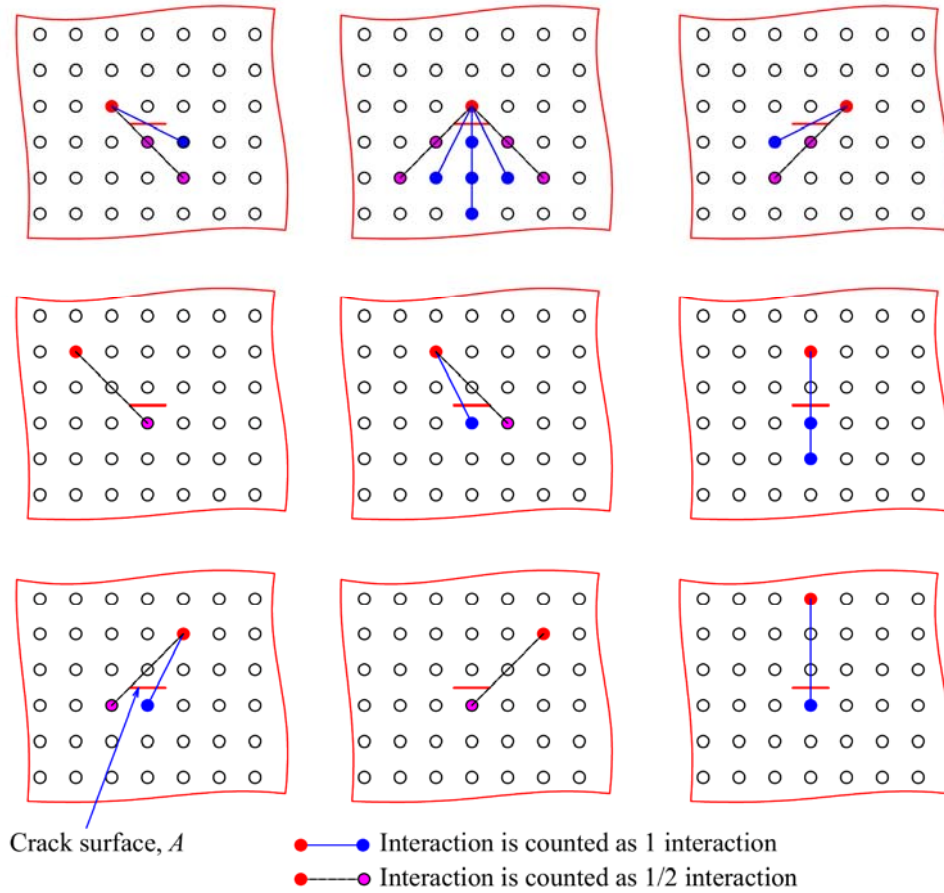 Crack surface, A
Interaction is counted as 1 interaction
Interaction is counted as 1/2 interaction